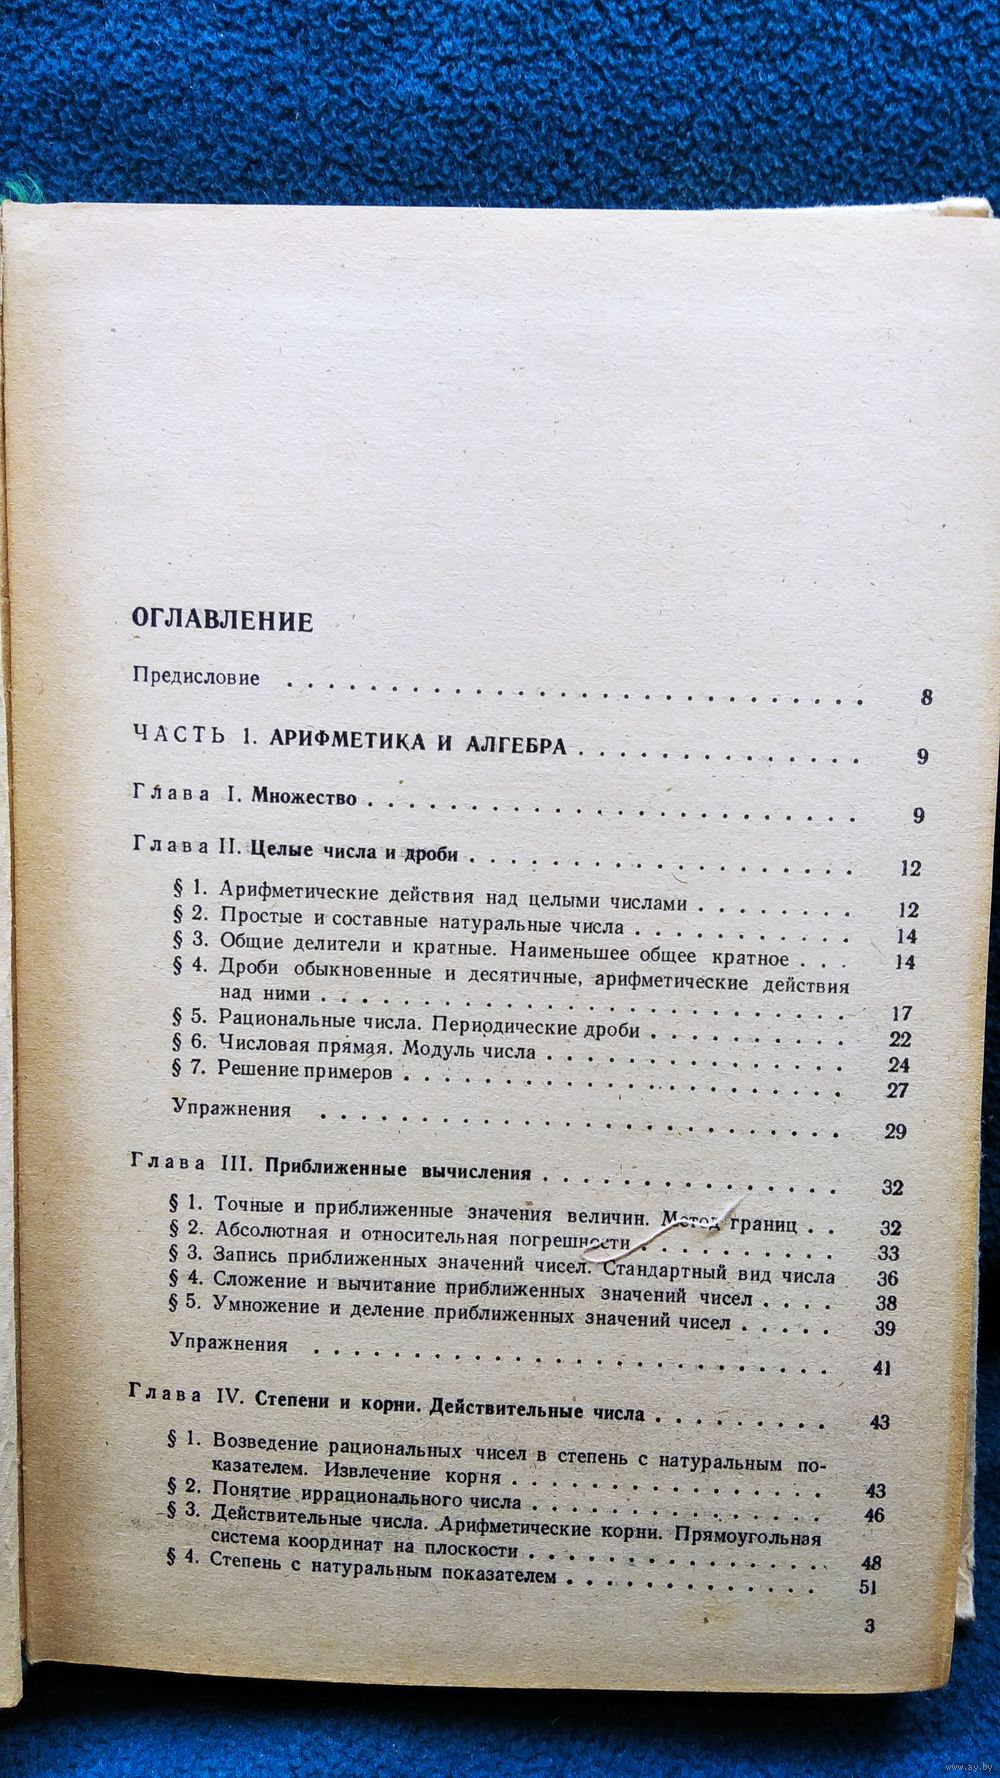 ОГЛАВЛЕНИЕ
Предисловие . . . . . . . . . . . . . . . . . . . . . . . . . . . . 8
ЧАСТЬ 1. АРИФМЕТИКА И АЛГЕБРА . . . . . . . . . . . . . . 9
Глава I. Множество . . . . . . . . . . . . . . . . . . . . . . . . 9
Глава II. Целые числа и дроби . . . . . . . . . . . . . . . . . . . 12
§ 1. Арифметические действия над целыми числами . . . . . . . . 12
§ 2. Простые и составные натуральные числа . . . . . . . . . . . 14
§ 3. Общие делители и кратные. Наименьшее общее кратное . . . 14
§ 4. Дроби обыкновенные и десятичные, арифметические действия
над ними . . . . . . . . . . . . . . . . . . . . . . . . . . 17
§ 5. Рациональные числа. Периодические дроби . . . . . . . . . . 22
§ 6. Числовая прямая. Модуль числа . . . . . . . . . . . . . . . 24
§ 7. Решение примеров . . . . . . . . . . . . . . . . . . . . . . 27
Упражнения . . . . . . . . . . . . . . . . . . . . . . . . . . 29
Глава III. Приближенные вычисления . . . . . . . . . . . . . . . 32
§ 1. Точные и приближенные значения величин. Метод границ . . 32
§ 2. Абсолютная и относительная погрешности . . . . . . . . . . 33
§ 3. Запись приближенных значений чисел. Стандартный вид числа 36
§ 4. Сложение и вычитание приближенных значений чисел . . . . 38
§ 5. Умножение и деление приближенных значений чисел . . . . . 39
Упражнения . . . . . . . . . . . . . . . . . . . . . . . . . . 41
Глава IV. Степени и корни. Действительные числа . . . . . . . . . 43
§ 1. Возведение рациональных чисел в степень с натуральным по-
казателем. Извлечение корня . . . . . . . . . . . . . . . . 43
§ 2. Понятие иррационального числа . . . . . . . . . . . . . . . 46
§ 3. Действительные числа. Арифметические корни. Прямоугольная
система координат на плоскости . . . . . . . . . . . . . . . 48
§ 4. Степень с натуральным показателем . . . . . . . . . . . . . 51
3
www.ay.by